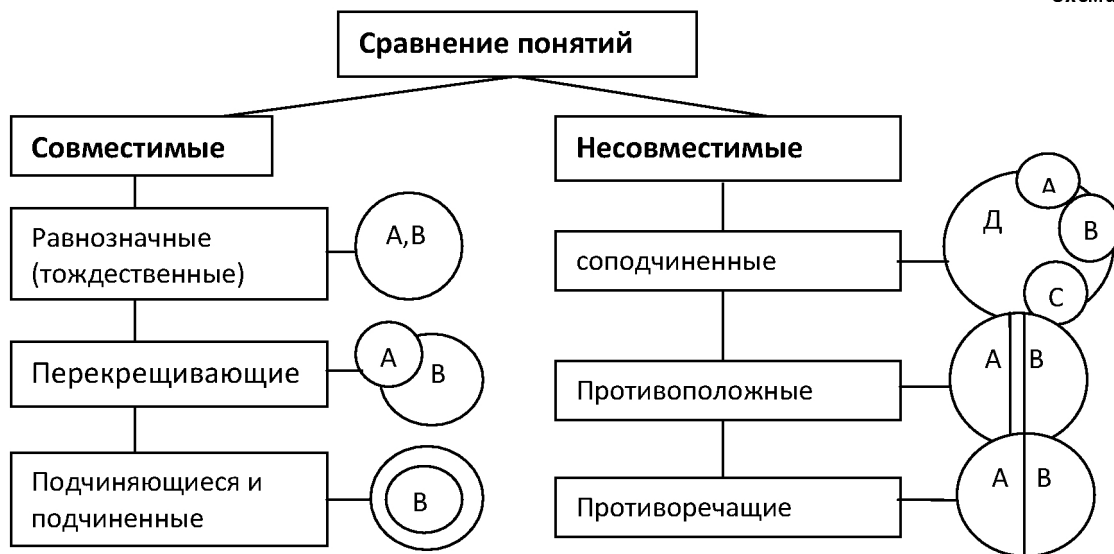 Сравнение понятий
Совместимые
Несовместимые
Равнозначные
(тождественные)
А,В
соподчиненные
Д
А
В
С
Перекрещивающие
А
В
Противоположные
А
В
Подчиняющиеся и
подчиненные
В
Противоречащие
А
В